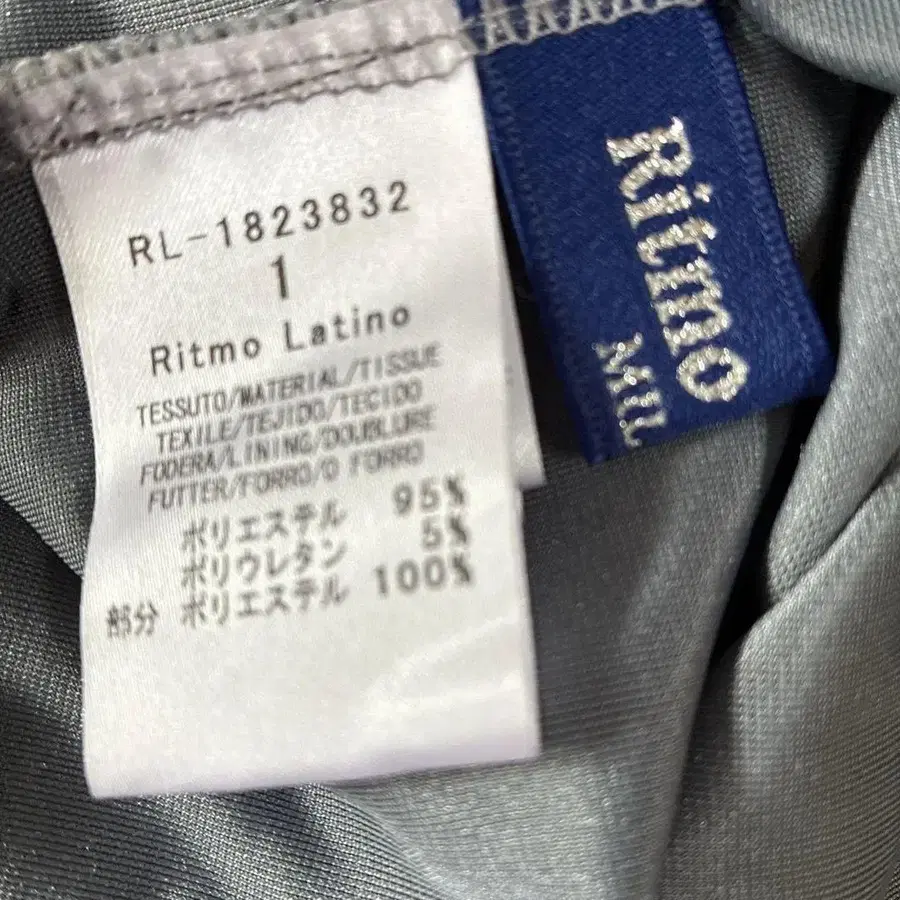 RL-1823832
1
Ritmo Latino
TESSUTO/MATERIAL/TISSUE
TEXILE/TEJIDO/TECIDO
FODERA/LINING/DOUBLURE
FUTTER/FORRO/O FORRO
ポリエステル 95%
ポリウレタン 5%
部分 ポリエステル 100%
Ritmo